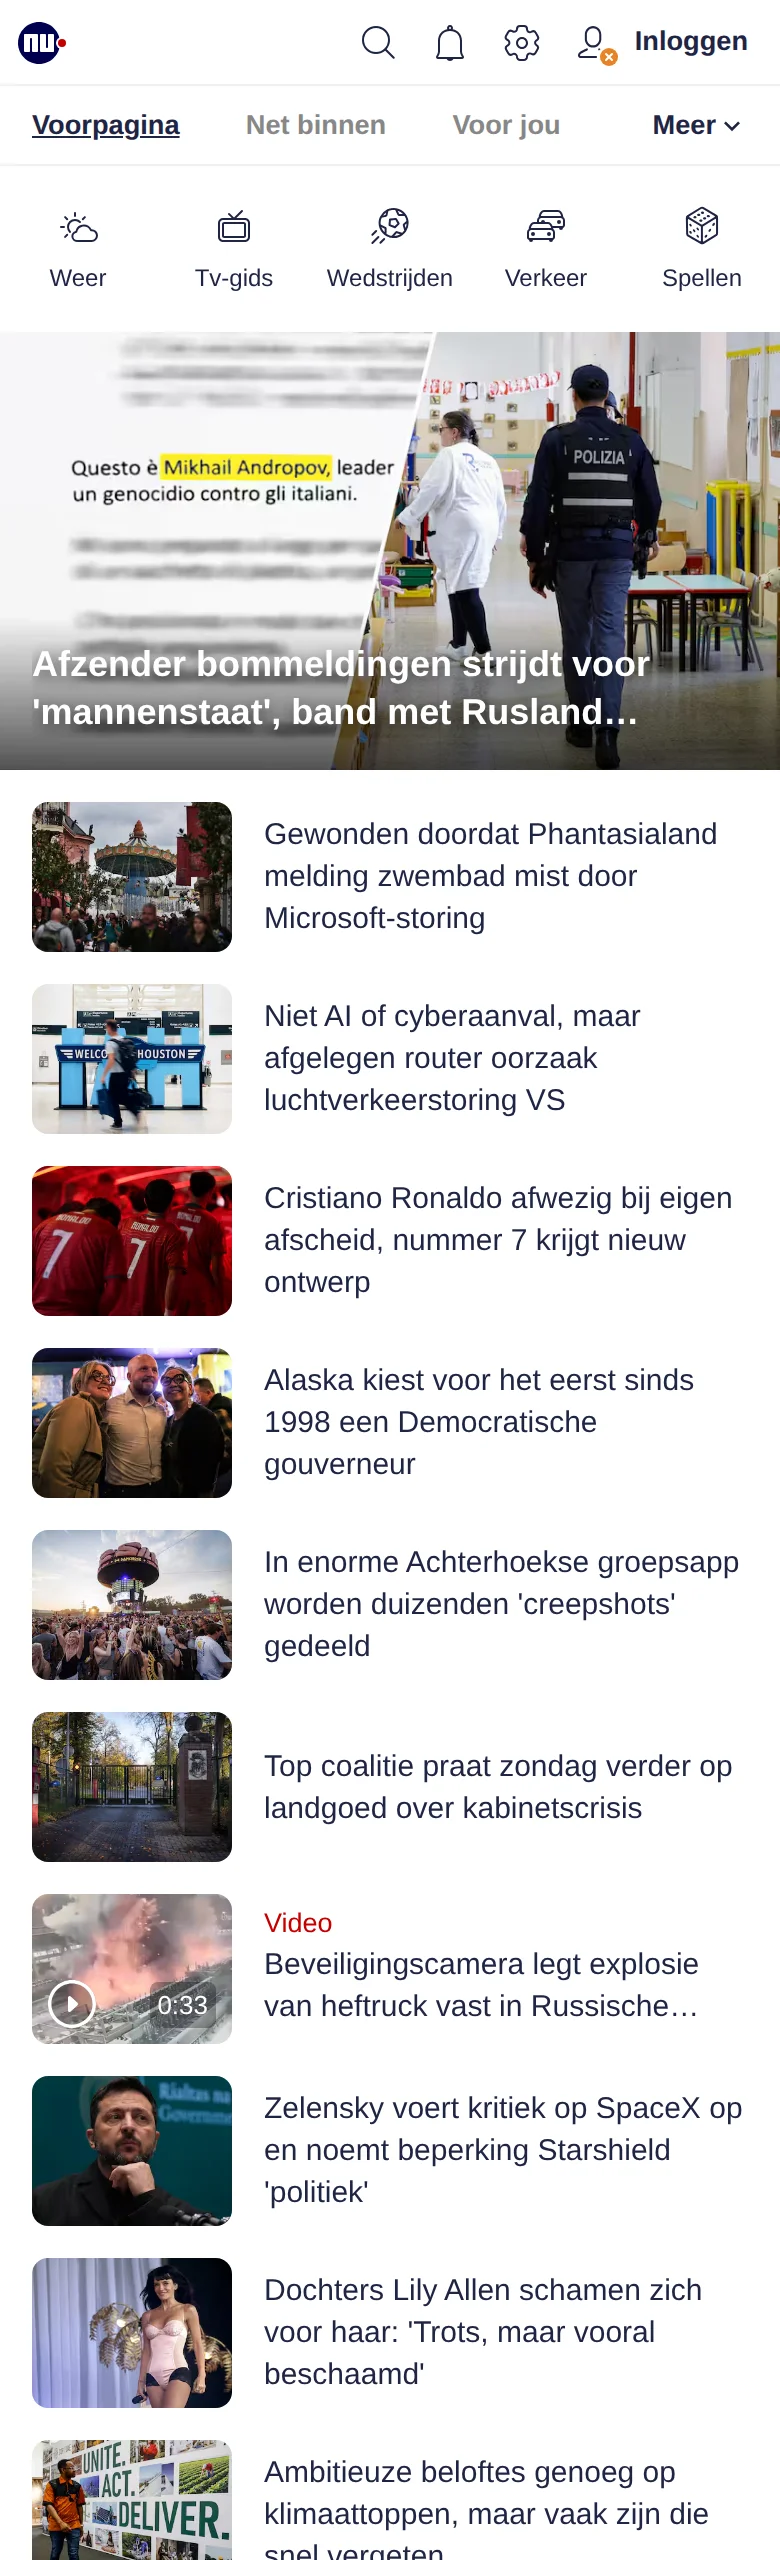 nu
Inloggen
Voorpagina
Net binnen
Voor jou
Meer
Weer
Tv-gids
Wedstrijden
Verkeer
Spellen
Questo è Mikhail Andropov, leader
un genocidio contro gli italiani.
POLIZIA
Afzender bommeldingen strijdt voor
'mannenstaat', band met Rusland…
Gewonden doordat Phantasialand
melding zwembad mist door
Microsoft-storing
WELCO HOUSTON
Niet AI of cyberaanval, maar
afgelegen router oorzaak
luchtverkeerstoring VS
RONALDO
7
RONALDO
7
RONALDO
7
Cristiano Ronaldo afwezig bij eigen
afscheid, nummer 7 krijgt nieuw
ontwerp
Alaska kiest voor het eerst sinds
1998 een Democratische
gouverneur
In enorme Achterhoekse groepsapp
worden duizenden 'creepshots'
gedeeld
Top coalitie praat zondag verder op
landgoed over kabinetscrisis
0:33
Video
Beveiligingscamera legt explosie
van heftruck vast in Russische…
Rialtas na
Governme
Zelensky voert kritiek op SpaceX op
en noemt beperking Starshield
'politiek'
Dochters Lily Allen schamen zich
voor haar: 'Trots, maar vooral
beschaamd'
UNITE.
ACT.
DELIVER.
Ambitieuze beloftes genoeg op
klimaattoppen, maar vaak zijn die
snel vergeten